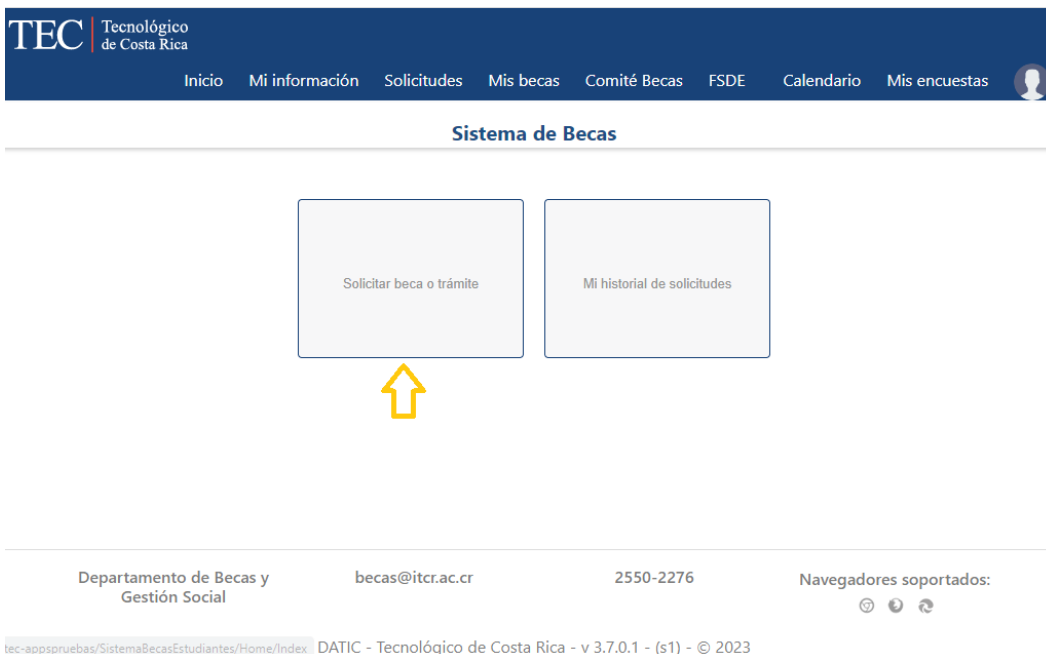 TEC Tecnológico
de Costa Rica
Inicio Mi información Solicitudes Mis becas Comité Becas FSDE Calendario Mis encuestas
Sistema de Becas
Solicitar beca o trámite
Mi historial de solicitudes
Departamento de Becas y
Gestión Social
becas@itcr.ac.cr
2550-2276
Navegadores soportados:
tec-appspruebas/SistemaBecasEstudiantes/Home/Index
DATIC - Tecnológico de Costa Rica - v 3.7.0.1 - (s1) - © 2023